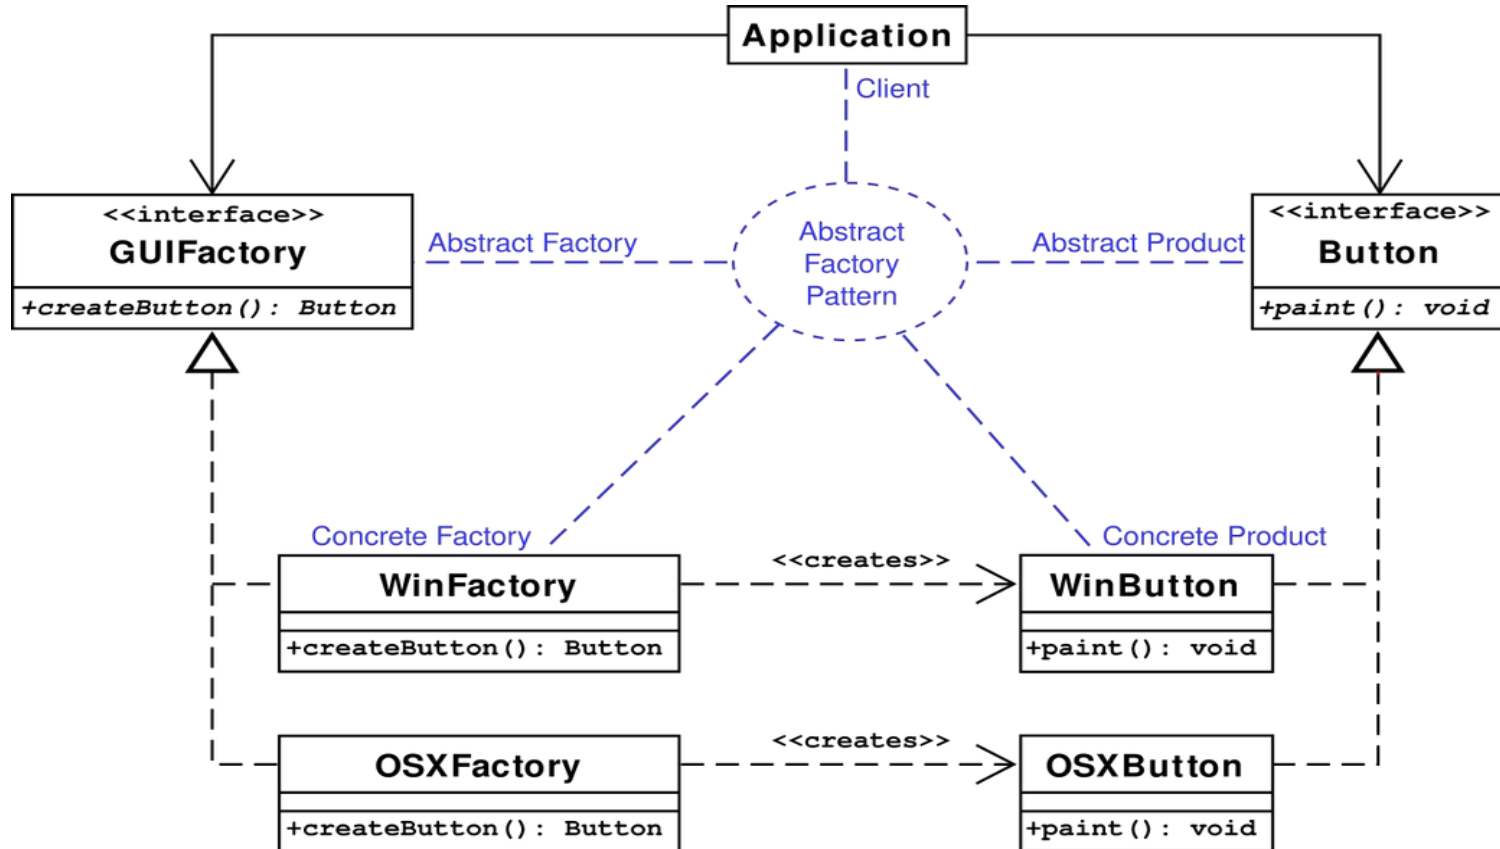 Application
Client
<<interface>>
GUIFactory
+createButton(): Button
Abstract Factory
Abstract
Factory
Pattern
Abstract Product
<<interface>>
Button
+paint(): void
Concrete Factory
WinFactory
+createButton(): Button
<<creates>>
Concrete Product
WinButton
+paint(): void
OSXFactory
+createButton(): Button
<<creates>>
OSXButton
+paint(): void